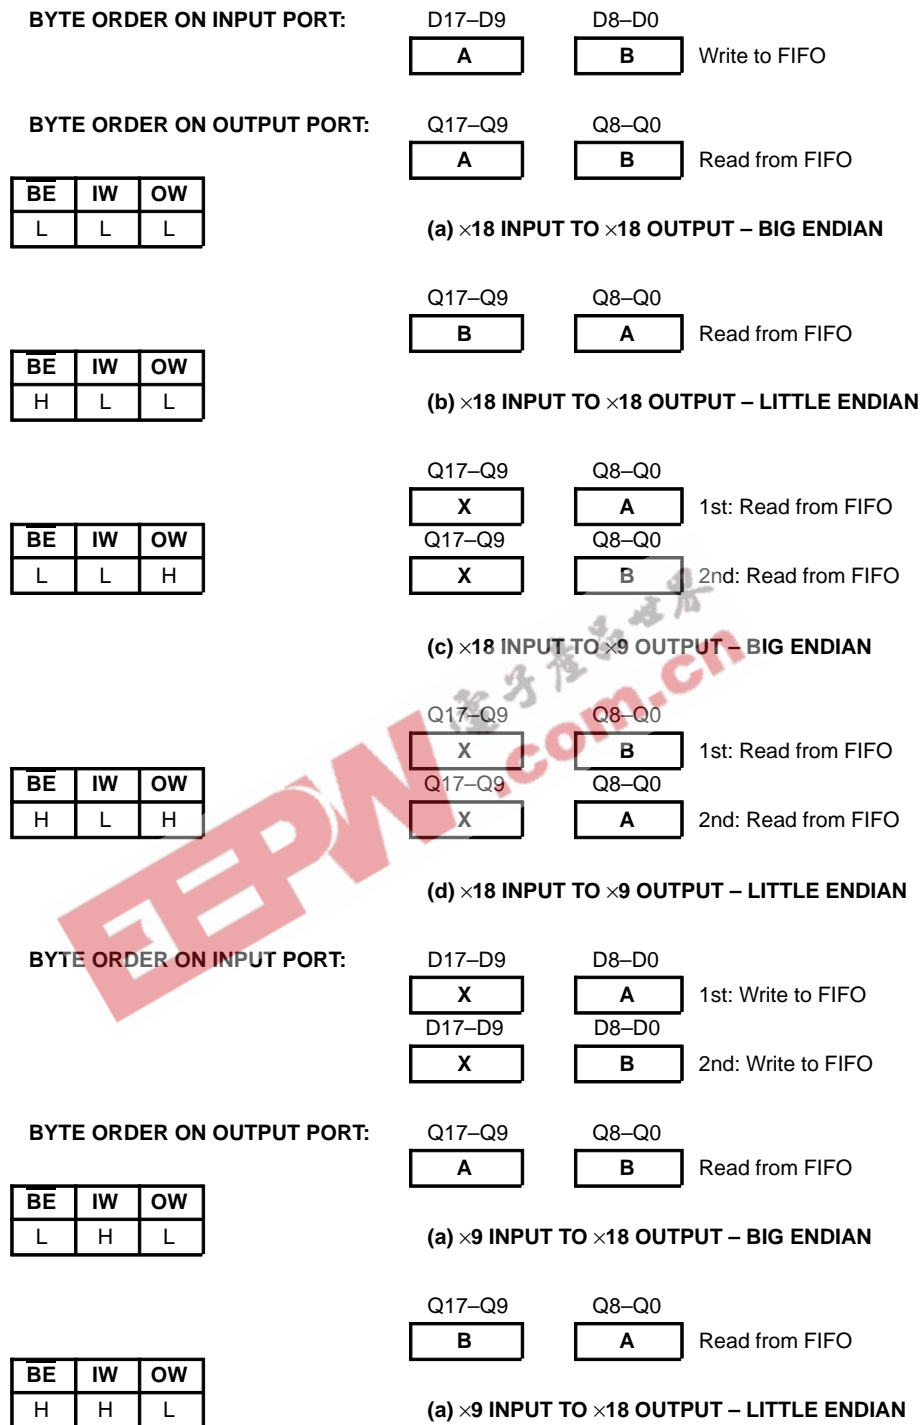 BYTE ORDER ON INPUT PORT: D17–D9 D8–D0
A B Write to FIFO
BYTE ORDER ON OUTPUT PORT: Q17–Q9 Q8–Q0
A B Read from FIFO
BE IW OW
L L L
(a) ×18 INPUT TO ×18 OUTPUT – BIG ENDIAN
Q17–Q9 Q8–Q0
B A Read from FIFO
BE IW OW
H L L
(b) ×18 INPUT TO ×18 OUTPUT – LITTLE ENDIAN
Q17–Q9 Q8–Q0
X A 1st: Read from FIFO
BE IW OW Q17–Q9 Q8–Q0
L L H X B 2nd: Read from FIFO
(c) ×18 INPUT TO ×9 OUTPUT – BIG ENDIAN
Q17–Q9 Q8–Q0
X B 1st: Read from FIFO
BE IW OW Q17–Q9 Q8–Q0
H L H X A 2nd: Read from FIFO
(d) ×18 INPUT TO ×9 OUTPUT – LITTLE ENDIAN
BYTE ORDER ON INPUT PORT: D17–D9 D8–D0
X A 1st: Write to FIFO
D17–D9 D8–D0
X B 2nd: Write to FIFO
BYTE ORDER ON OUTPUT PORT: Q17–Q9 Q8–Q0
A B Read from FIFO
BE IW OW
L H L
(a) ×9 INPUT TO ×18 OUTPUT – BIG ENDIAN
Q17–Q9 Q8–Q0
B A Read from FIFO
BE IW OW
H H L
(a) ×9 INPUT TO ×18 OUTPUT – LITTLE ENDIAN
EEPW.com.cn
電子產品世界